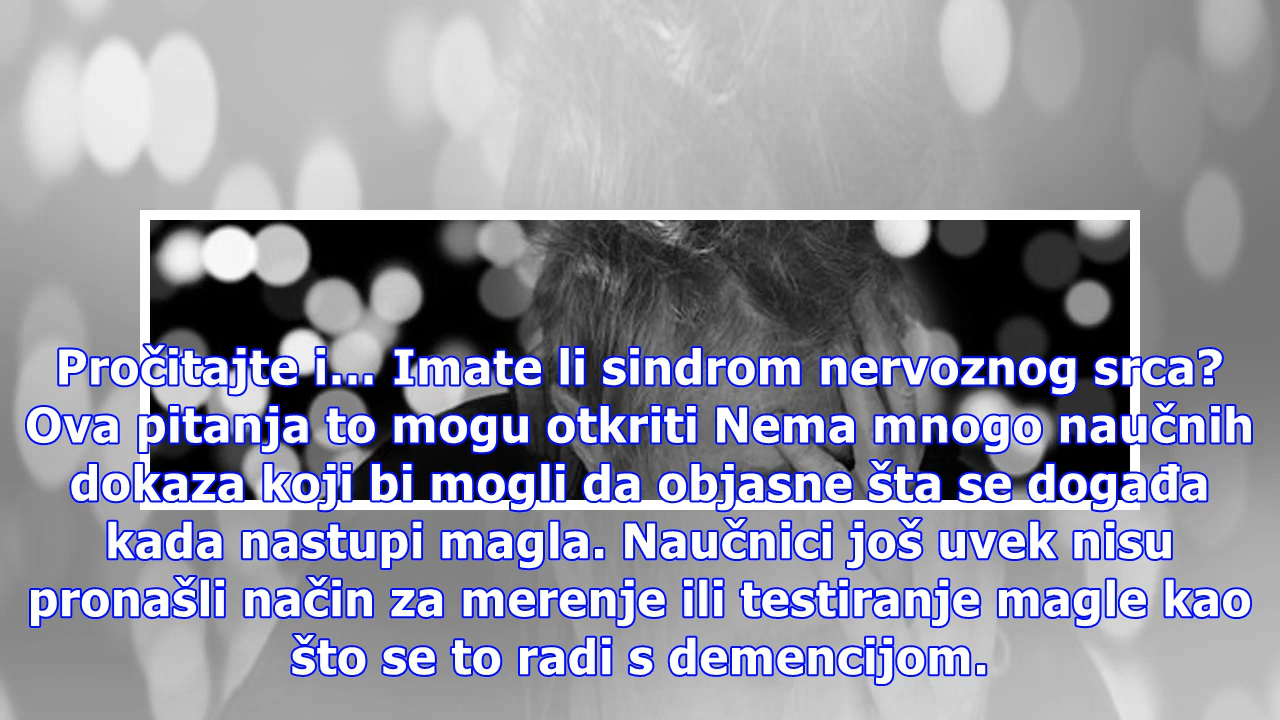 Pročitajte i... Imate li sindrom nervoznog srca?
Ova pitanja to mogu otkriti Nema mnogo naučnih
dokaza koji bi mogli da objasne šta se događa
kada nastupi magla. Naučnici još uvek nisu
pronašli način za merenje ili testiranje magle kao
što se to radi s demencijom.